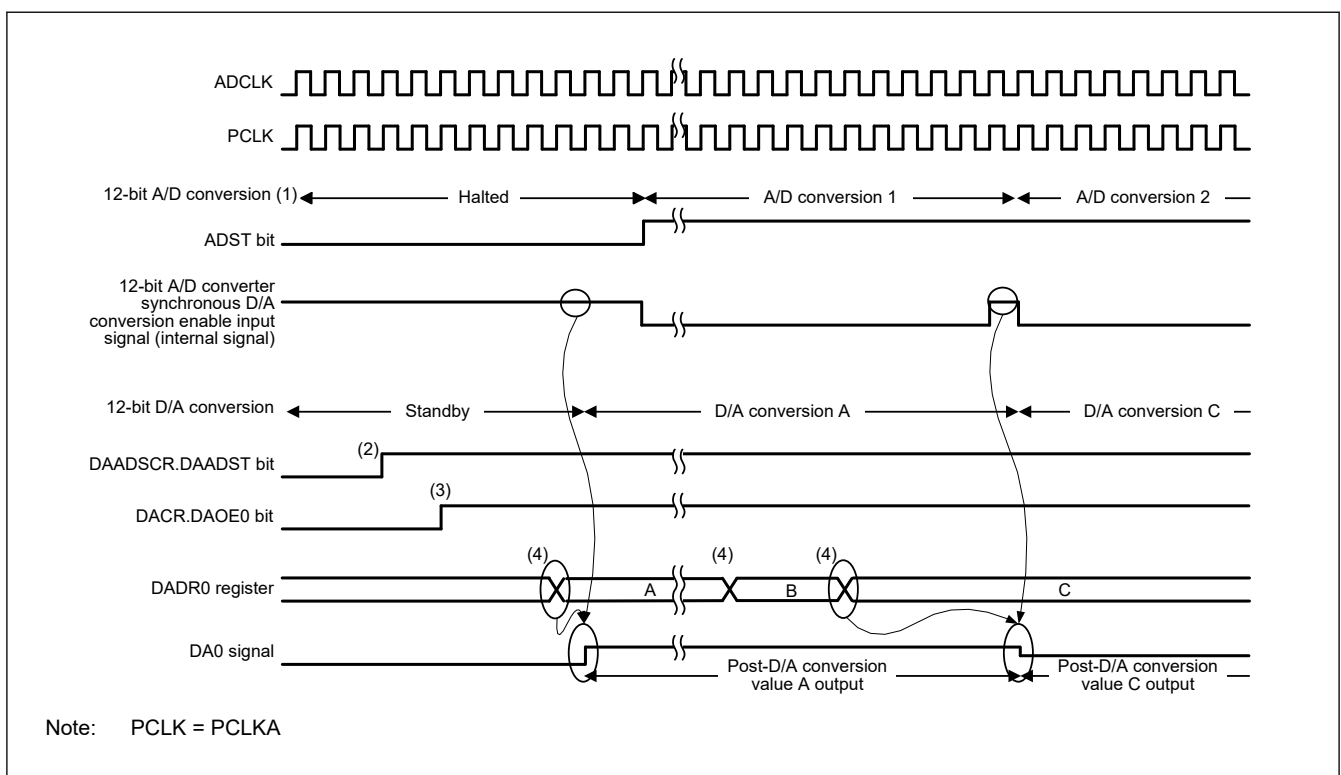 ADCLK
PCLK
12-bit A/D conversion (1)
Halted
A/D conversion 1
A/D conversion 2
ADST bit
12-bit A/D converter
synchronous D/A
conversion enable input
signal (internal signal)
12-bit D/A conversion
Standby
D/A conversion A
D/A conversion C
(2)
DAADSCR.DAADST bit
(3)
DACR.DAOE0 bit
(4)
(4)
(4)
DADR0 register
A
B
C
DA0 signal
Post-D/A conversion
value A output
Post-D/A conversion
value C output
Note: PCLK = PCLKA